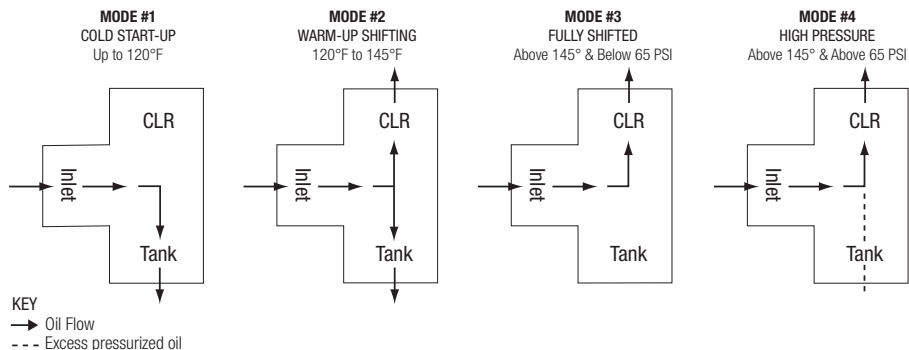 MODE #1
COLD START-UP
Up to 120°F
CLR
Inlet
Tank
MODE #2
WARM-UP SHIFTING
120°F to 145°F
CLR
Inlet
Tank
MODE #3
FULLY SHIFTED
Above 145° & Below 65 PSI
CLR
Inlet
Tank
MODE #4
HIGH PRESSURE
Above 145° & Above 65 PSI
CLR
Inlet
Tank
KEY
Oil Flow
Excess pressurized oil